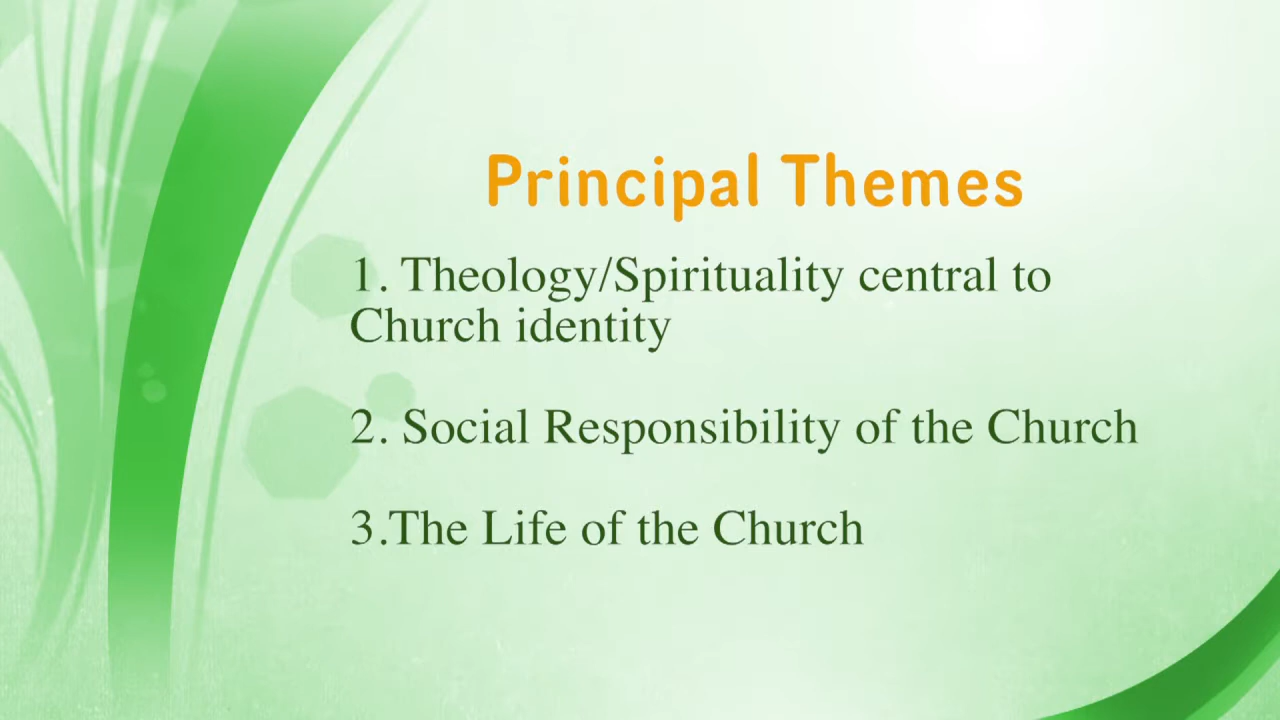 Principal Themes
1. Theology/Spirituality central to
Church identity
2. Social Responsibility of the Church
3.The Life of the Church